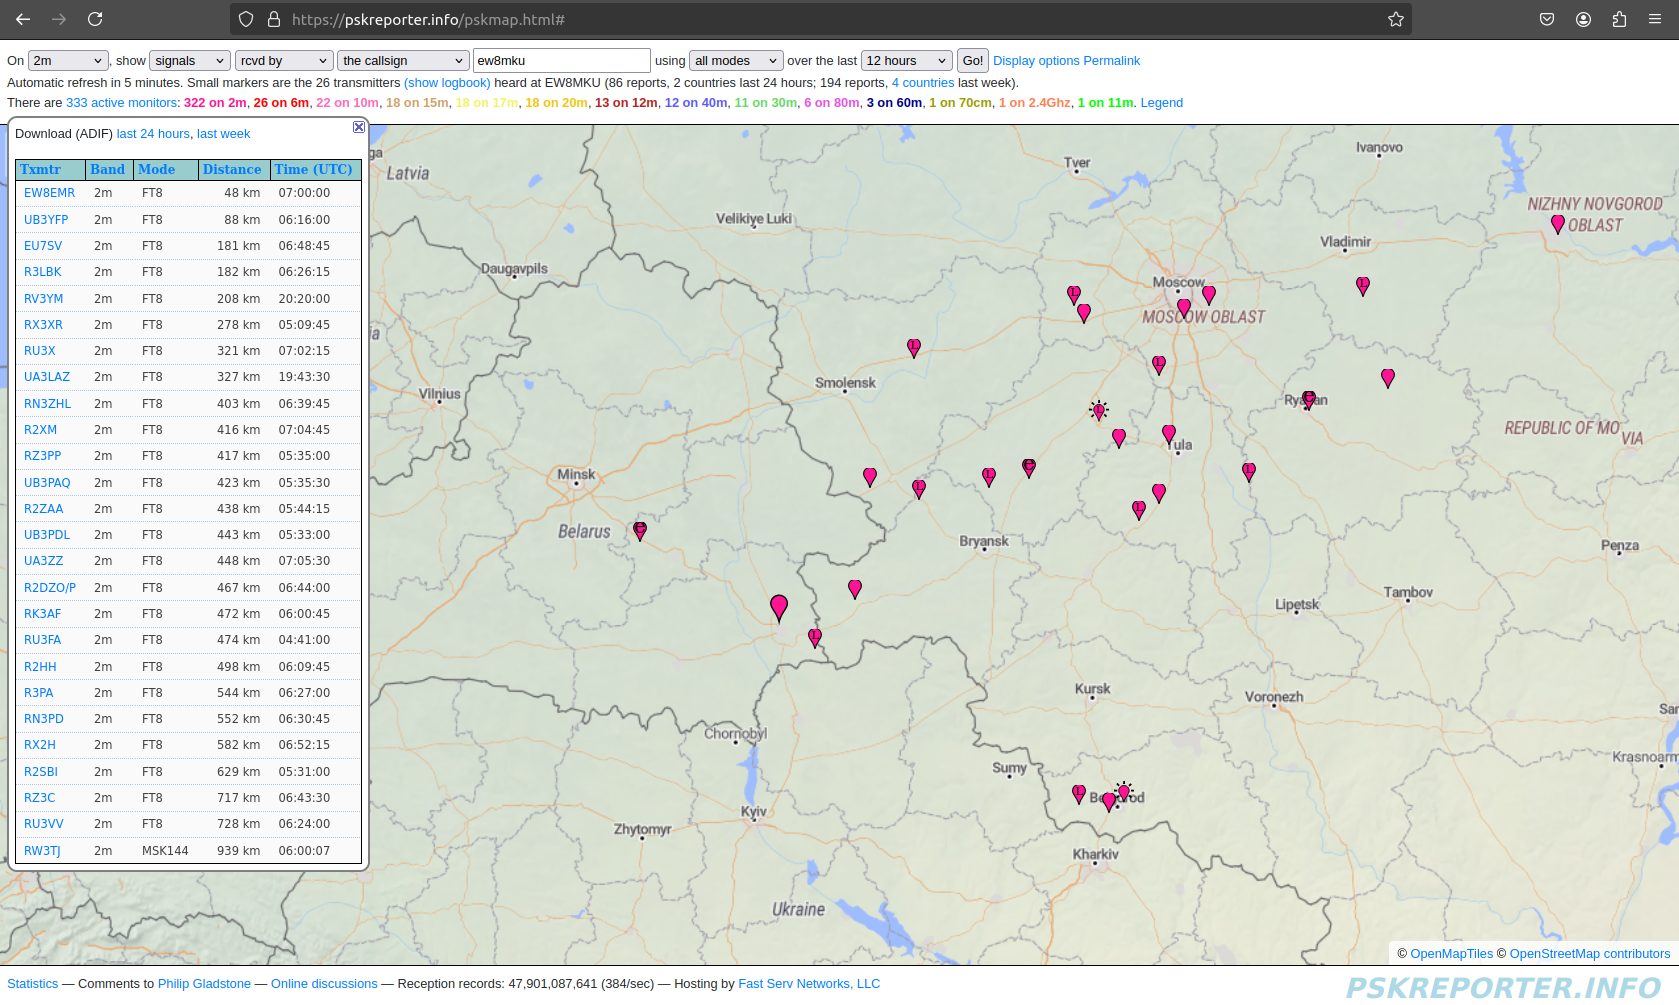 https://pskreporter.info/pskmap.html#
On 2m, show signals rcvd by the callsign ew8mku using all modes over the last 12 hours Go! Display options Permalink
Automatic refresh in 5 minutes. Small markers are the 26 transmitters (show logbook) heard at EW8MKU (86 reports, 2 countries last 24 hours; 194 reports, 4 countries last week).
There are 333 active monitors: 322 on 2m, 26 on 6m, 22 on 10m, 18 on 15m, 18 on 17m, 18 on 20m, 13 on 12m, 12 on 40m, 11 on 30m, 6 on 80m, 3 on 60m, 1 on 70cm, 1 on 2.4Ghz, 1 on 11m. Legend
Download (ADIF) last 24 hours, last week
Txmtr Band Mode Distance Time (UTC)
EW8EMR 2m FT8 48 km 07:00:00
UB3YFP 2m FT8 88 km 06:16:00
EU7SV 2m FT8 181 km 06:48:45
R3LBK 2m FT8 182 km 06:26:15
RV3YM 2m FT8 208 km 20:20:00
RX3XR 2m FT8 278 km 05:09:45
RU3X 2m FT8 321 km 07:02:15
UA3LAZ 2m FT8 327 km 19:43:30
RN3ZHL 2m FT8 403 km 06:39:45
R2XM 2m FT8 416 km 07:04:45
RZ3PP 2m FT8 417 km 05:35:00
UB3PAQ 2m FT8 423 km 05:35:30
R2ZAA 2m FT8 438 km 05:44:15
UB3PDL 2m FT8 443 km 05:33:00
UA3ZZ 2m FT8 448 km 07:05:30
R2DZO/P 2m FT8 467 km 06:44:00
RK3AF 2m FT8 472 km 06:00:45
RU3FA 2m FT8 474 km 04:41:00
R2HH 2m FT8 498 km 06:09:45
R3PA 2m FT8 544 km 06:27:00
RN3PD 2m FT8 552 km 06:30:45
RX2H 2m FT8 582 km 06:52:15
R2SBI 2m FT8 629 km 05:31:00
RZ3C 2m FT8 717 km 06:43:30
RU3VV 2m FT8 728 km 06:24:00
RW3TJ 2m MSK144 939 km 06:00:07
Latvia
Tver
Ivanovo
NIZHNY NOVGOROD
OBLAST
Velikiye Luki
Vladimir
Daugavpils
Moscow
MOSCOW OBLAST
Smolensk
Vilnius
REPUBLIC OF MO
VIA
Tula
Minsk
Belarus
Bryansk
Penza
Lipetsk
Tambov
Kursk
Voronezh
Chornobyl
Sumy
Krasnoarm
Kyiv
Zhytomyr
Kharkiv
Ukraine
© OpenMapTiles © OpenStreetMap contributors
Statistics — Comments to Philip Gladstone — Online discussions — Reception records: 47,901,087,641 (384/sec) — Hosting by Fast Serv Networks, LLC
PSKREPORTER.INFO